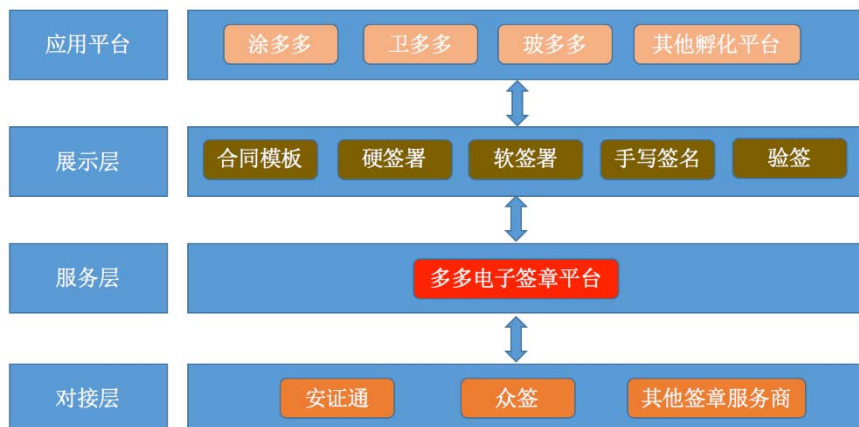 应用平台
涂多多 卫多多 玻多多 其他孵化平台
展示层
合同模板 硬签署 软签署 手写签名 验签
服务层
多多电子签章平台
对接层
安证通 众签 其他签章服务商